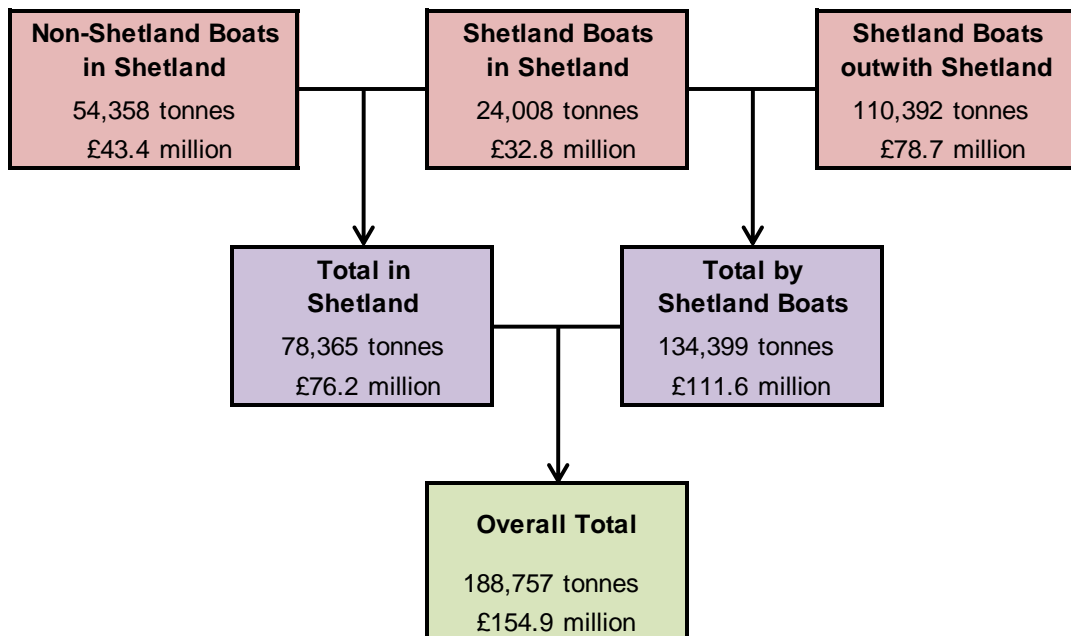 Non-Shetland Boats
in Shetland
54,358 tonnes
£43.4 million
Shetland Boats
in Shetland
24,008 tonnes
£32.8 million
Shetland Boats
outwith Shetland
110,392 tonnes
£78.7 million
Total in
Shetland
78,365 tonnes
£76.2 million
Total by
Shetland Boats
134,399 tonnes
£111.6 million
Overall Total
188,757 tonnes
£154.9 million